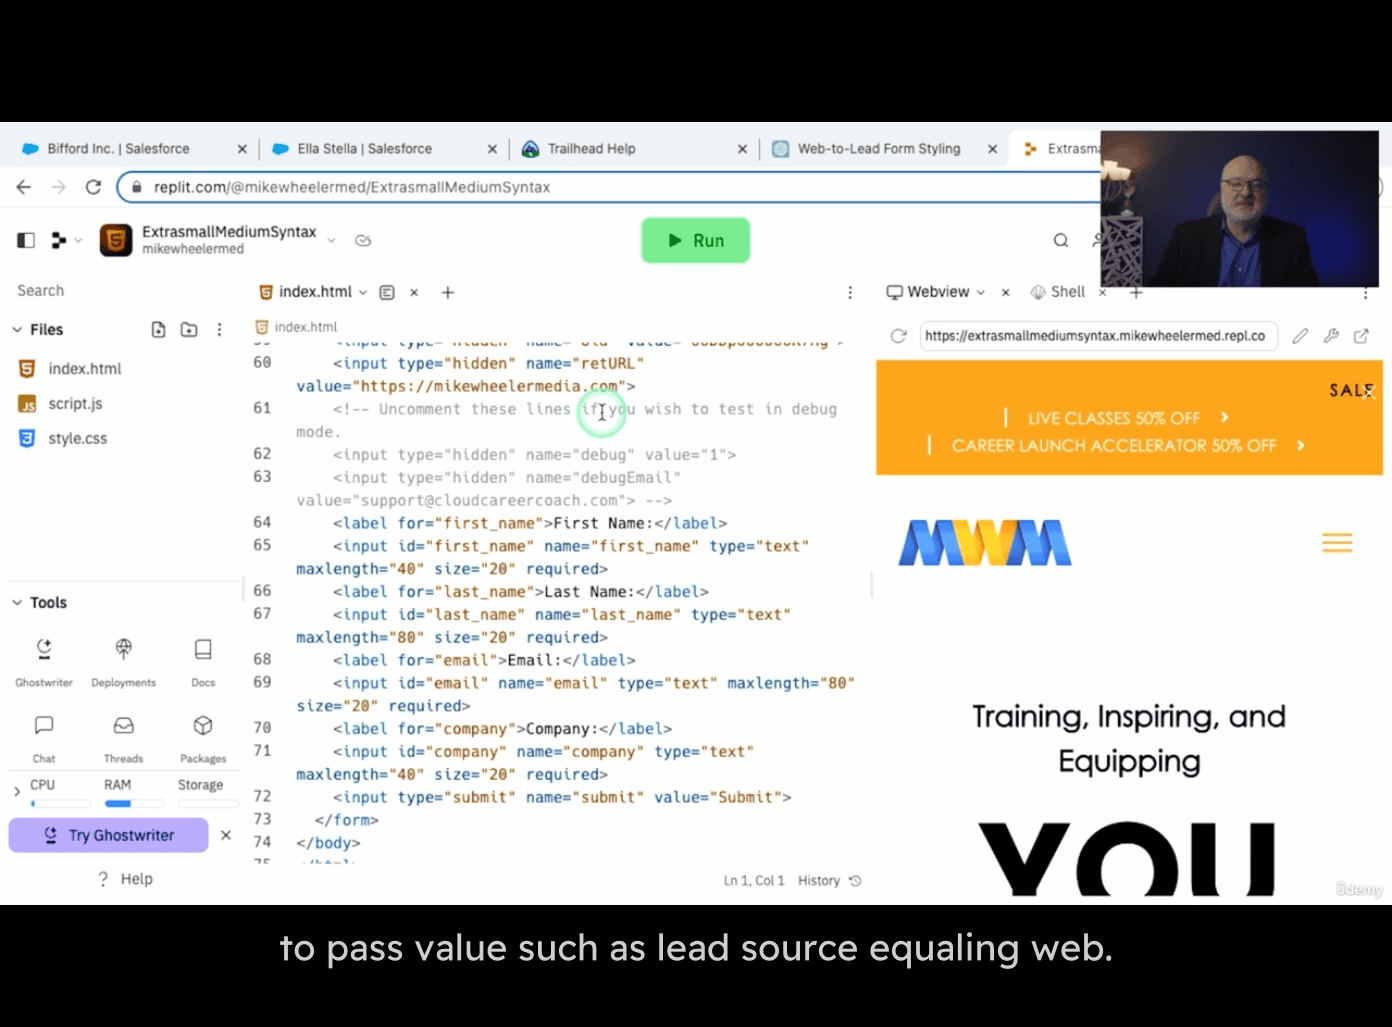 Bifford Inc. | Salesforce
Ella Stella | Salesforce
Trailhead Help
Web-to-Lead Form Styling
Extrasma
replit.com/@mikewheelermed/ExtrasmallMediumSyntax
ExtrasmallMediumSyntax
mikewheelermed
Run
Search
Files
index.html
script.js
style.css
Tools
Ghostwriter
Deployments
Docs
Chat
Threads
Packages
CPU
RAM
Storage
Try Ghostwriter
? Help
index.html
index.html
60 <input type="hidden" name="retURL"
value="https://mikewheelermedia.com">
61 <!-- Uncomment these lines if you wish to test in debug
mode.
62 <input type="hidden" name="debug" value="1">
63 <input type="hidden" name="debugEmail"
value="support@cloudcareercoach.com"> -->
64 <label for="first_name">First Name:</label>
65 <input id="first_name" name="first_name" type="text"
maxlength="40" size="20" required>
66 <label for="last_name">Last Name:</label>
67 <input id="last_name" name="last_name" type="text"
maxlength="80" size="20" required>
68 <label for="email">Email:</label>
69 <input id="email" name="email" type="text" maxlength="80"
size="20" required>
70 <label for="company">Company:</label>
71 <input id="company" name="company" type="text"
maxlength="40" size="20" required>
72 <input type="submit" name="submit" value="Submit">
73 </form>
74 </body>
Ln 1, Col 1 History
Webview
Shell
https://extrasmallmediumsyntax.mikewheelermed.repl.co
SALE
LIVE CLASSES 50% OFF
CAREER LAUNCH ACCELERATOR 50% OFF
MWM
Training, Inspiring, and
Equipping
YOU
ûdemy
to pass value such as lead source equaling web.